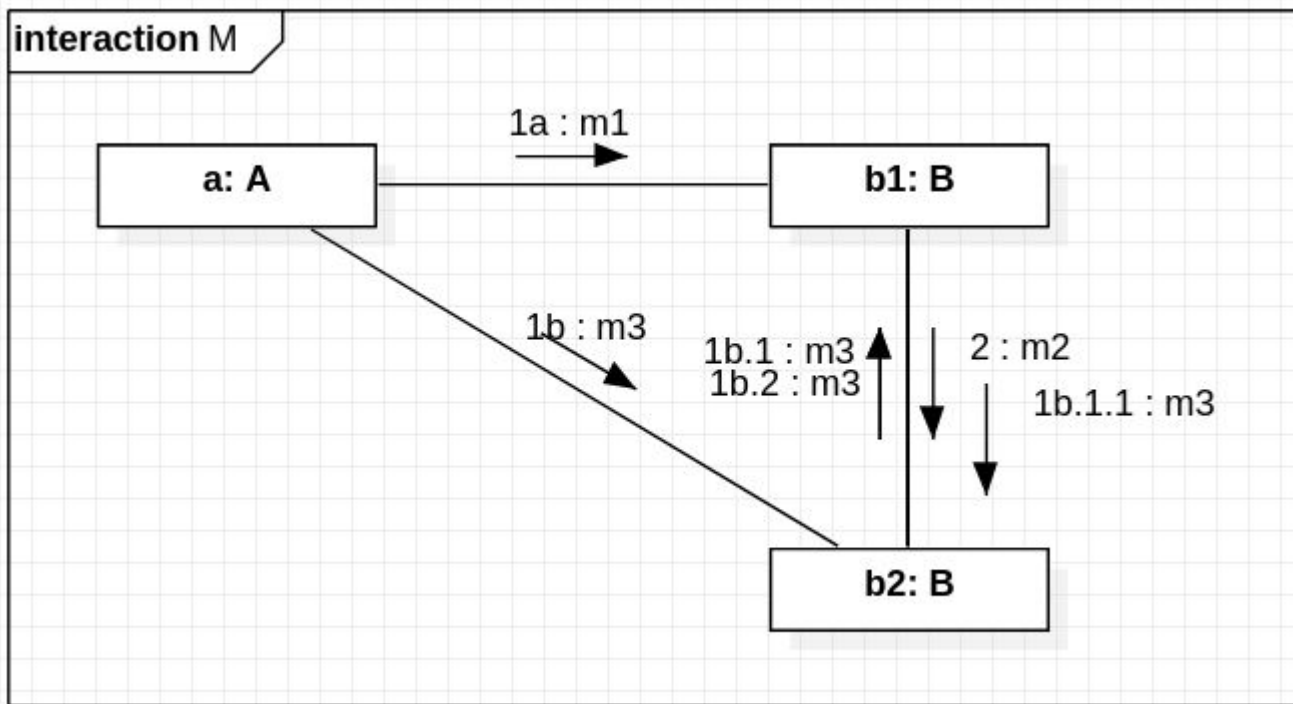 interaction M
1a : m1
a: A
b1: B
1b : m3
1b.1 : m3
2 : m2
1b.2 : m3
1b.1.1 : m3
b2: B